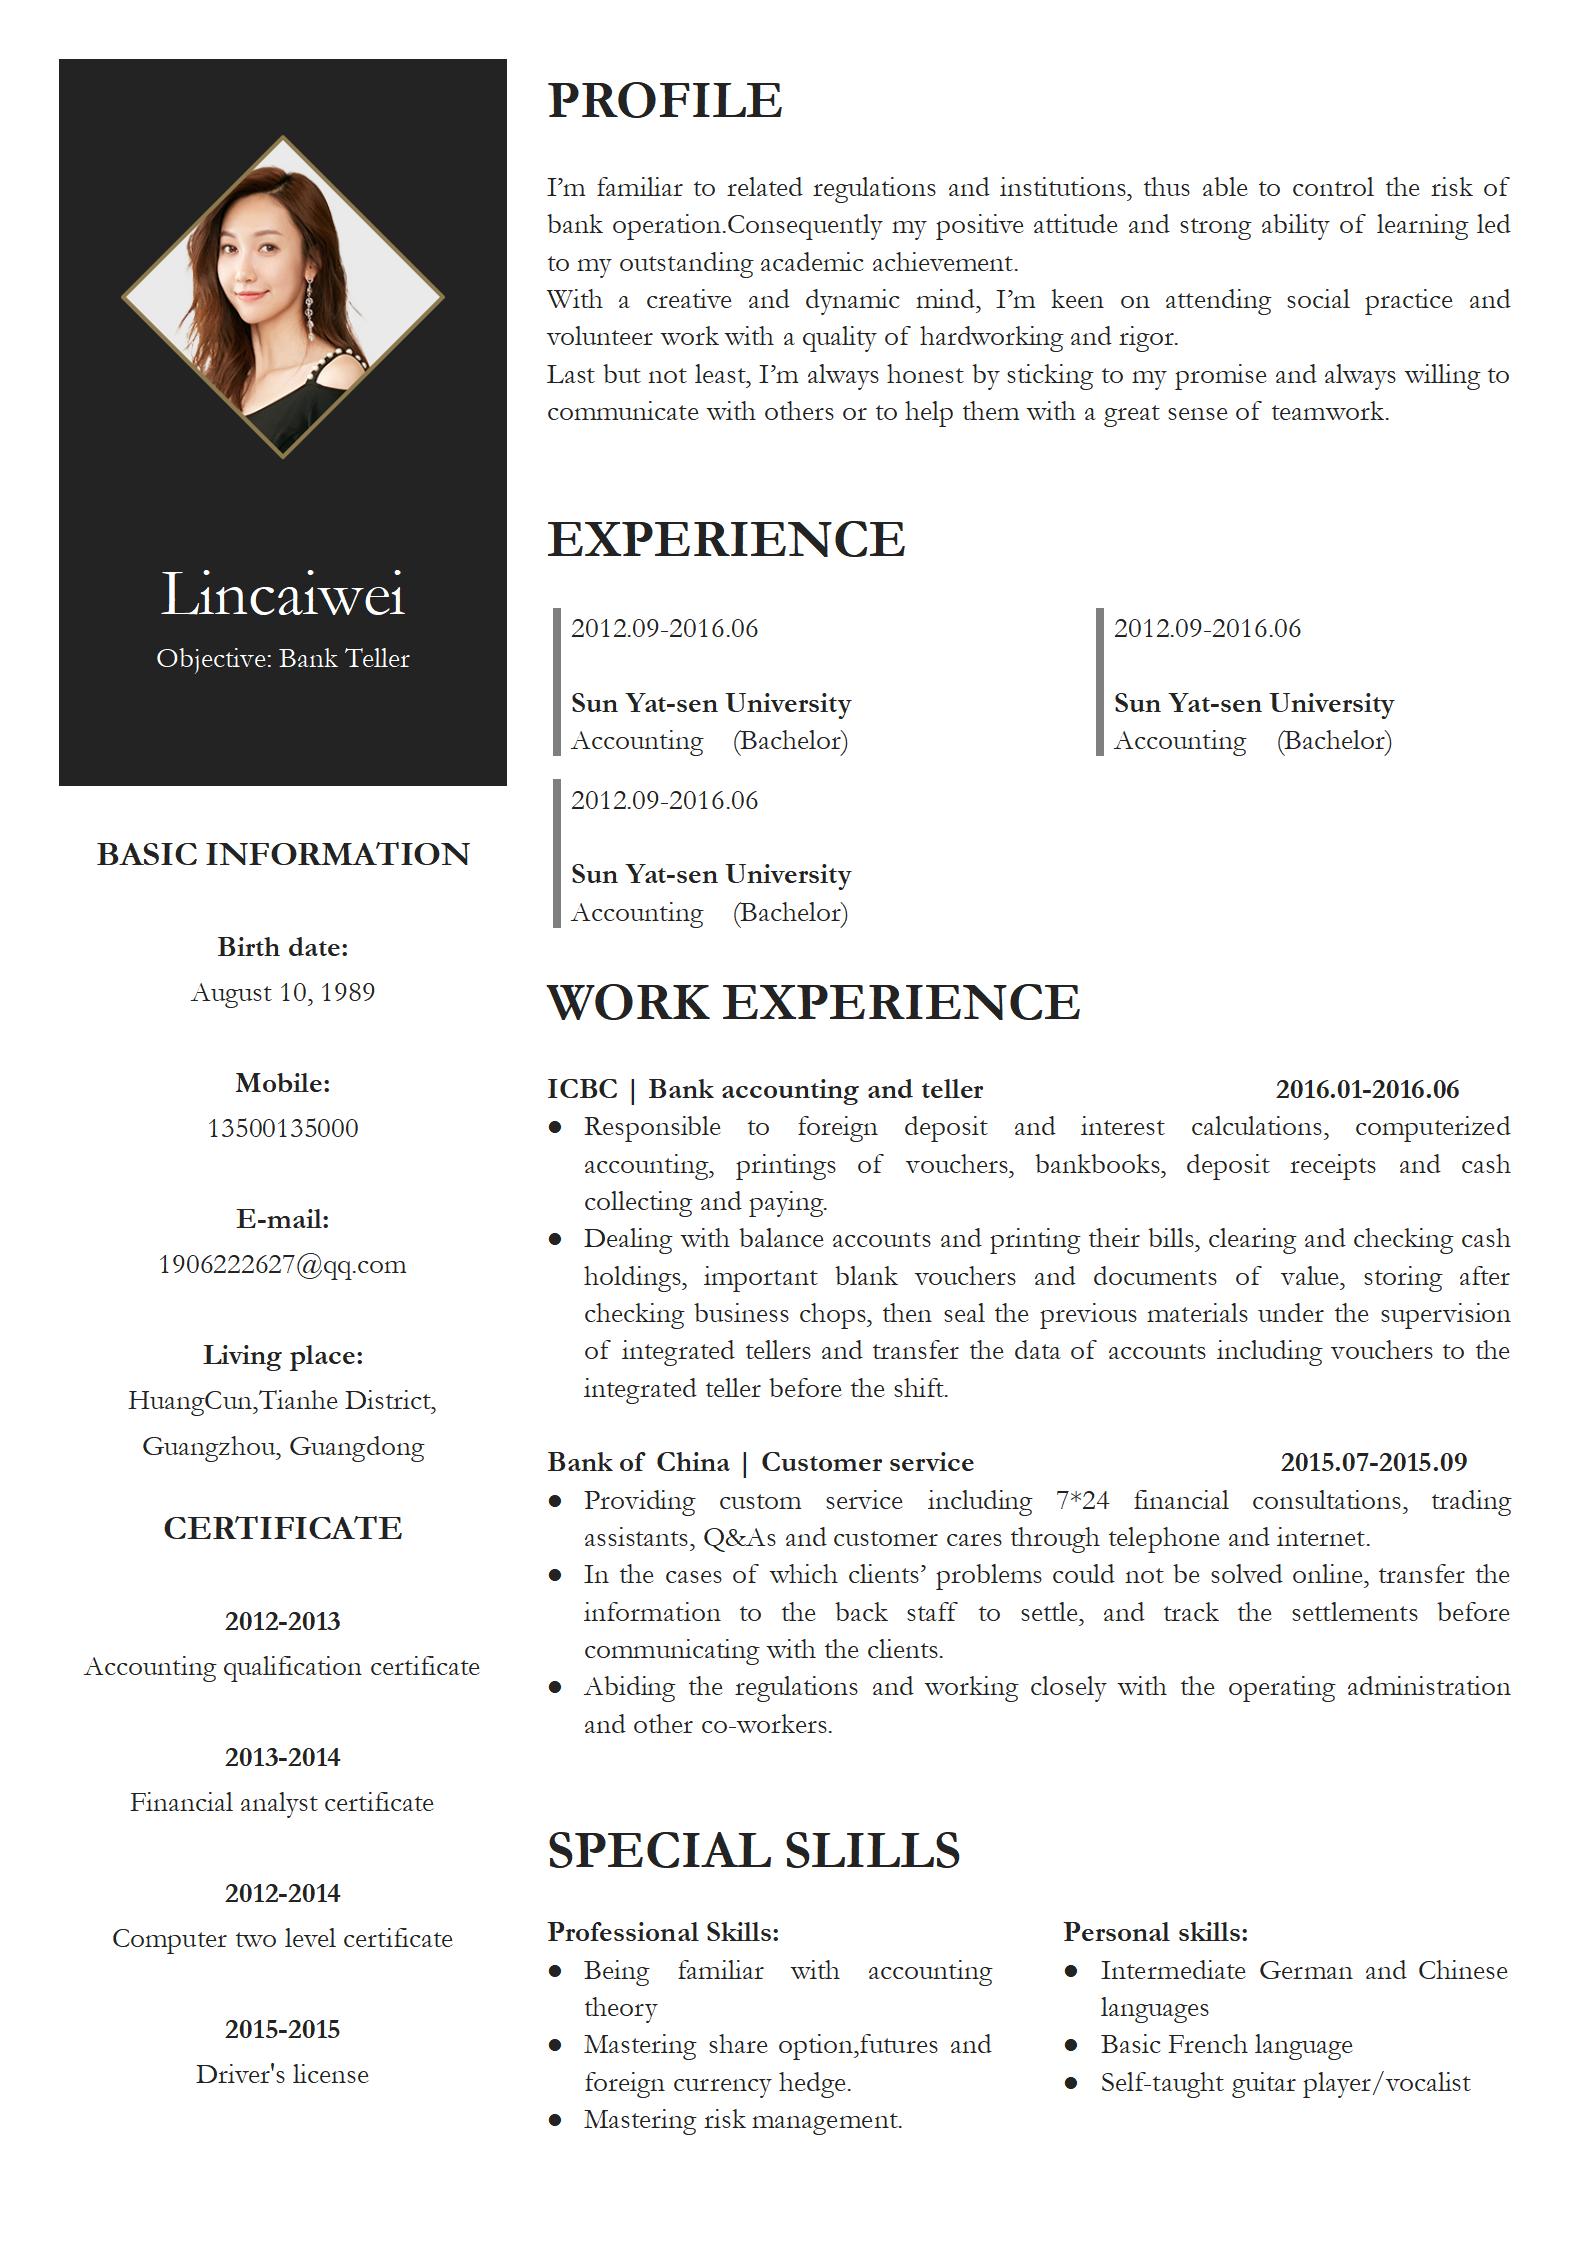 Lincaiwei
Objective: Bank Teller
BASIC INFORMATION
Birth date:
August 10, 1989
Mobile:
13500135000
E-mail:
1906222627@qq.com
Living place:
HuangCun,Tianhe District,
Guangzhou, Guangdong
CERTIFICATE
2012-2013
Accounting qualification certificate
2013-2014
Financial analyst certificate
2012-2014
Computer two level certificate
2015-2015
Driver's license
PROFILE
I’m familiar to related regulations and institutions, thus able to control the risk of
bank operation.Consequently my positive attitude and strong ability of learning led
to my outstanding academic achievement.
With a creative and dynamic mind, I’m keen on attending social practice and
volunteer work with a quality of hardworking and rigor.
Last but not least, I’m always honest by sticking to my promise and always willing to
communicate with others or to help them with a great sense of teamwork.
EXPERIENCE
2012.09-2016.06
Sun Yat-sen University
Accounting (Bachelor)
2012.09-2016.06
Sun Yat-sen University
Accounting (Bachelor)
2012.09-2016.06
Sun Yat-sen University
Accounting (Bachelor)
WORK EXPERIENCE
ICBC | Bank accounting and teller 2016.01-2016.06
● Responsible to foreign deposit and interest calculations, computerized
accounting, printings of vouchers, bankbooks, deposit receipts and cash
collecting and paying.
● Dealing with balance accounts and printing their bills, clearing and checking cash
holdings, important blank vouchers and documents of value, storing after
checking business chops, then seal the previous materials under the supervision
of integrated tellers and transfer the data of accounts including vouchers to the
integrated teller before the shift.
Bank of China | Customer service 2015.07-2015.09
● Providing custom service including 7*24 financial consultations, trading
assistants, Q&As and customer cares through telephone and internet.
● In the cases of which clients’ problems could not be solved online, transfer the
information to the back staff to settle, and track the settlements before
communicating with the clients.
● Abiding the regulations and working closely with the operating administration
and other co-workers.
SPECIAL SLILLS
Professional Skills:
● Being familiar with accounting
theory
● Mastering share option,futures and
foreign currency hedge.
● Mastering risk management.
Personal skills:
● Intermediate German and Chinese
languages
● Basic French language
● Self-taught guitar player/vocalist